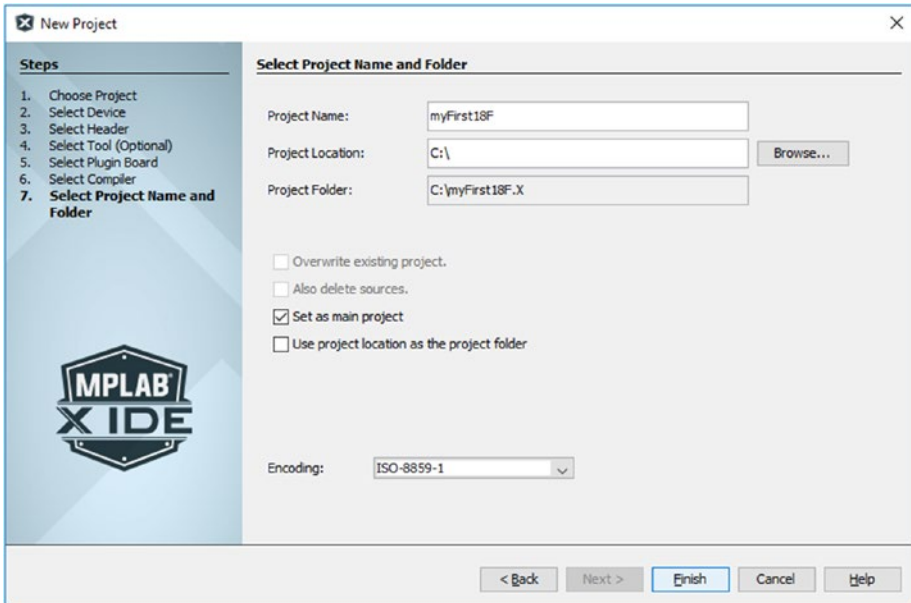 New Project
Steps
1. Choose Project
2. Select Device
3. Select Header
4. Select Tool (Optional)
5. Select Plugin Board
6. Select Compiler
7. Select Project Name and
Folder
MPLAB®
X IDE
Select Project Name and Folder
Project Name: myFirst18F
Project Location: C:\ Browse...
Project Folder: C:\myFirst18F.X
Overwrite existing project.
Also delete sources.
Set as main project
Use project location as the project folder
Encoding: ISO-8859-1
< Back Next > Finish Cancel Help